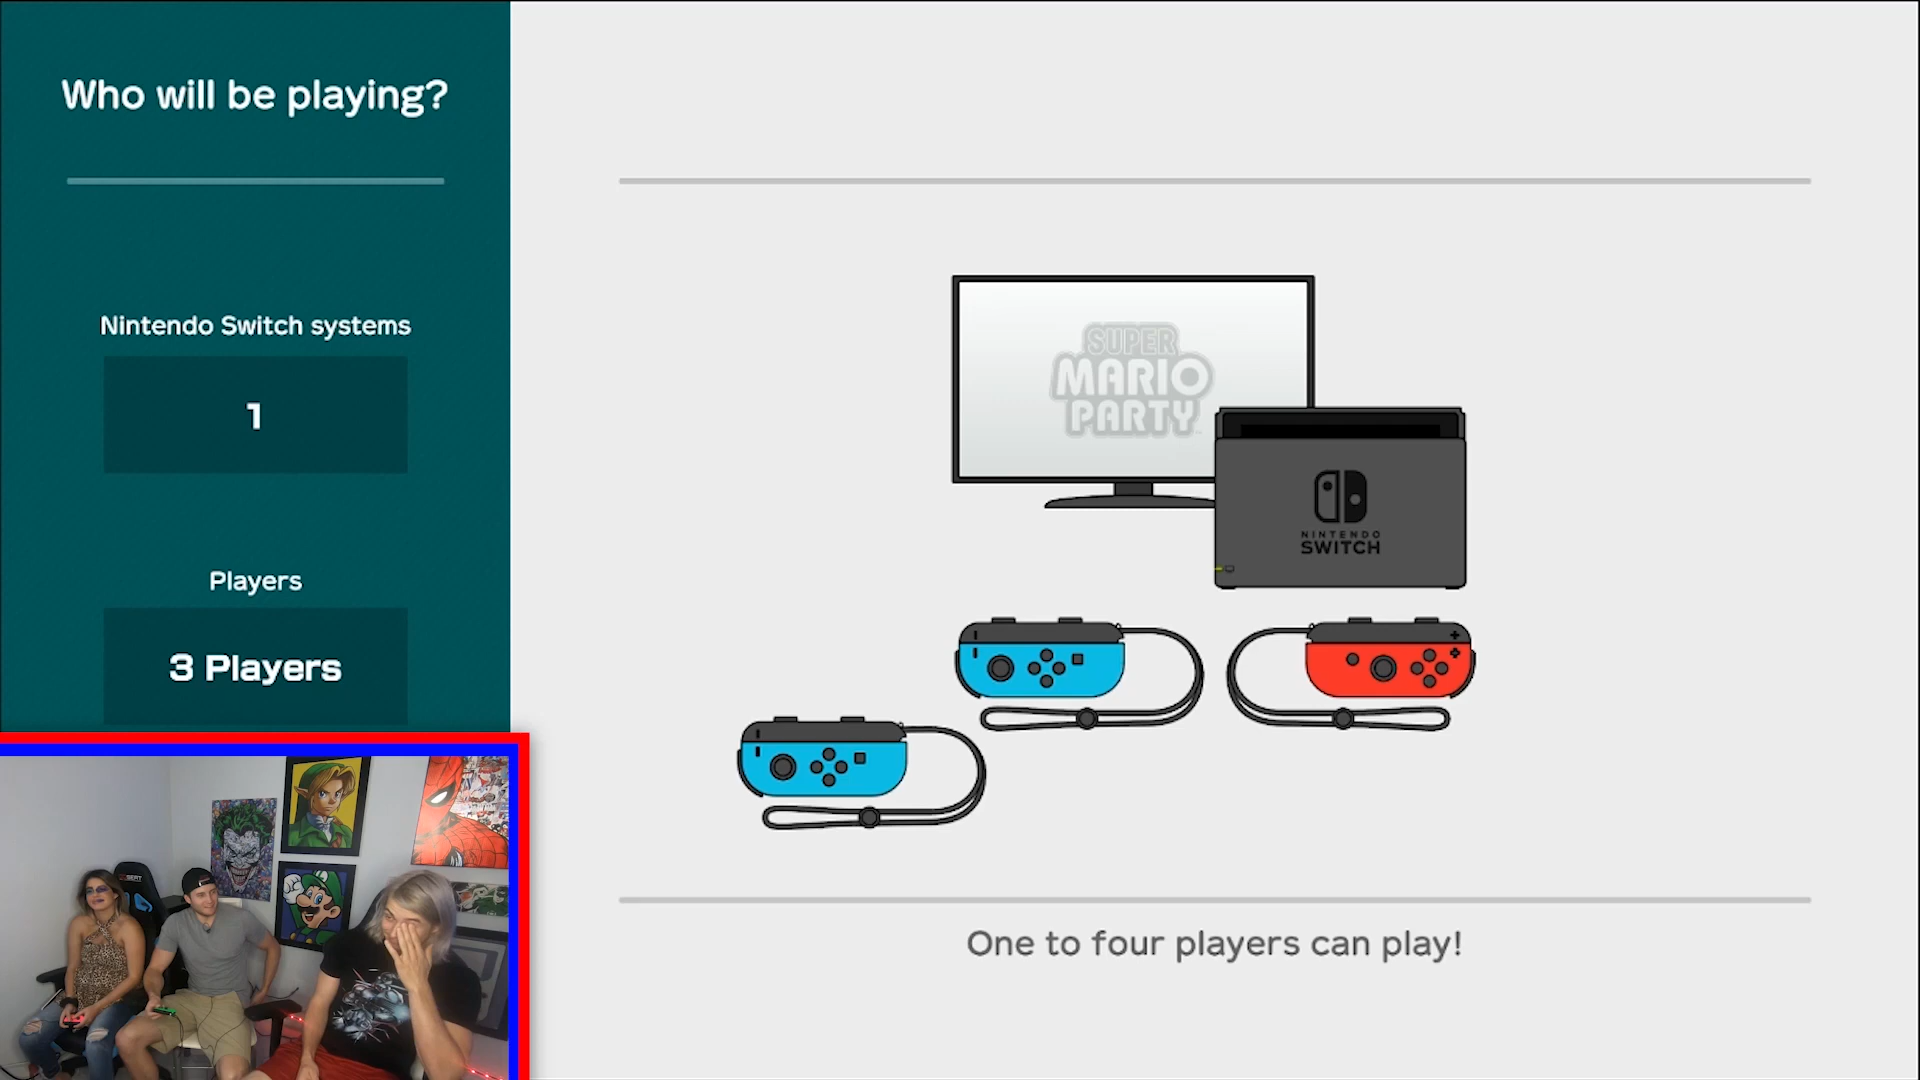 Who will be playing?
Nintendo Switch systems
1
Players
3 Players
SUPER
MARIO
PARTY
NINTENDO
SWITCH
One to four players can play!